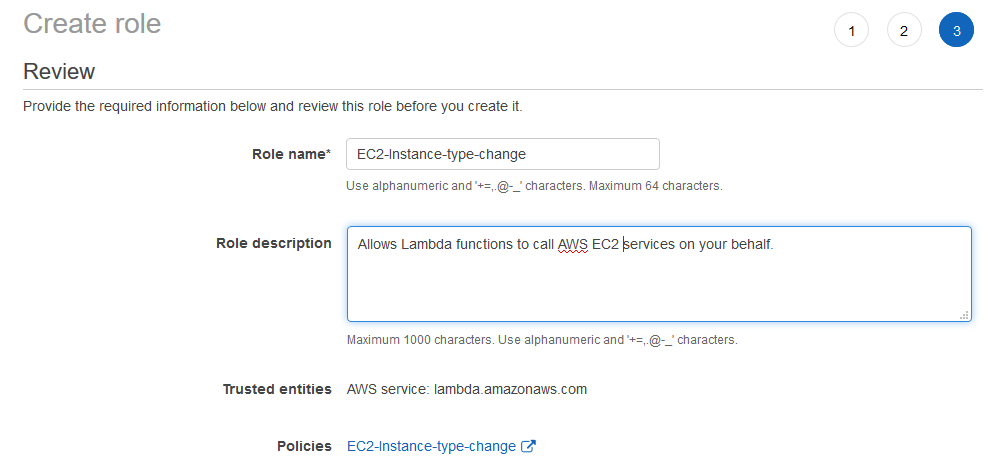 Create role
1 2 3
Review
Provide the required information below and review this role before you create it.
Role name* EC2-Instance-type-change
Use alphanumeric and '+=,.@-_' characters. Maximum 64 characters.
Role description Allows Lambda functions to call AWS EC2 services on your behalf.
Maximum 1000 characters. Use alphanumeric and '+=,.@-_' characters.
Trusted entities AWS service: lambda.amazonaws.com
Policies EC2-Instance-type-change